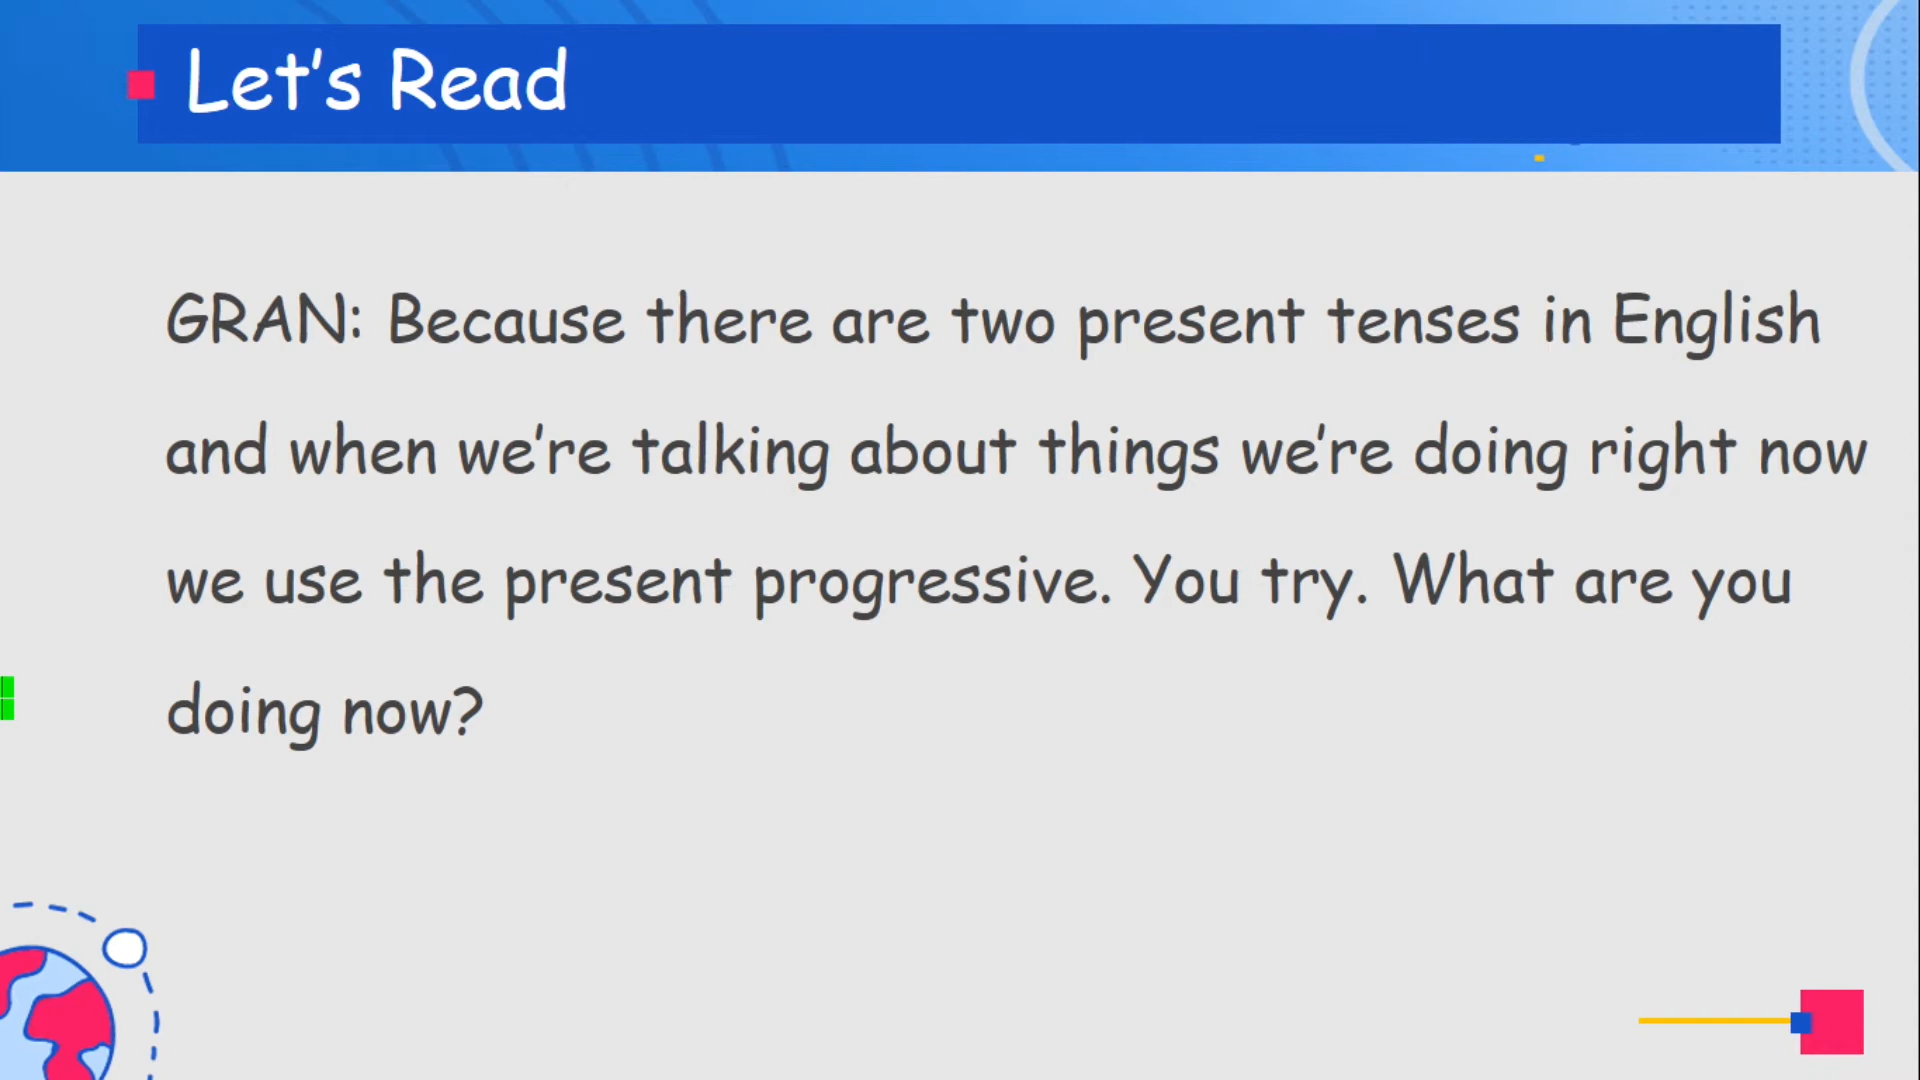 Let's Read
GRAN: Because there are two present tenses in English
and when we're talking about things we're doing right now
we use the present progressive. You try. What are you
doing now?